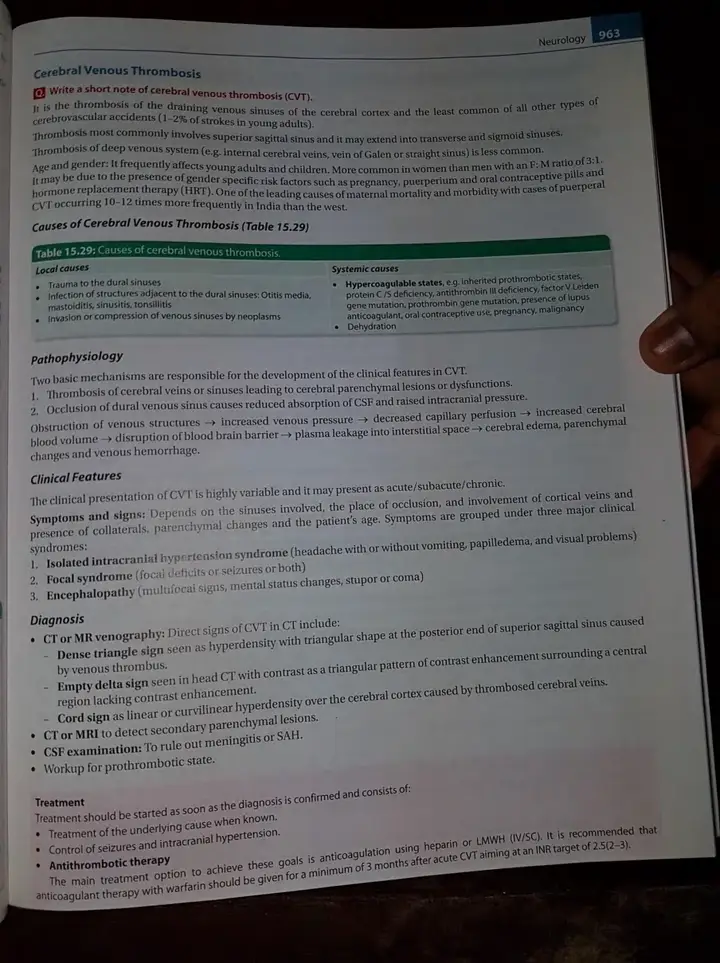 Neurology 963
Cerebral Venous Thrombosis
Q. Write a short note of cerebral venous thrombosis (CVT).
It is the thrombosis of the draining venous sinuses of the cerebral cortex and the least common of all other types of
cerebrovascular accidents (1–2% of strokes in young adults).
Thrombosis most commonly involves superior sagittal sinus and it may extend into transverse and sigmoid sinuses.
Thrombosis of deep venous system (e.g. internal cerebral veins, vein of Galen or straight sinus) is less common.
Age and gender: It frequently affects young adults and children. More common in women than men with an F: M ratio of 3:1.
It may be due to the presence of gender specific risk factors such as pregnancy, puerperium and oral contraceptive pills and
hormone replacement therapy (HRT). One of the leading causes of maternal mortality and morbidity with cases of puerperal
CVT occurring 10–12 times more frequently in India than the west.
Causes of Cerebral Venous Thrombosis (Table 15.29)
Table 15.29: Causes of cerebral venous thrombosis.
Local causes
• Trauma to the dural sinuses
• Infection of structures adjacent to the dural sinuses: Otitis media,
mastoiditis, sinusitis, tonsillitis
• Invasion or compression of venous sinuses by neoplasms
Systemic causes
• Hypercoagulable states, e.g. inherited prothrombotic states,
protein C/S deficiency, antithrombin III deficiency, factor V Leiden
gene mutation, prothrombin gene mutation, presence of lupus
anticoagulant, oral contraceptive use, pregnancy, malignancy
• Dehydration
Pathophysiology
Two basic mechanisms are responsible for the development of the clinical features in CVT.
1. Thrombosis of cerebral veins or sinuses leading to cerebral parenchymal lesions or dysfunctions.
2. Occlusion of dural venous sinus causes reduced absorption of CSF and raised intracranial pressure.
Obstruction of venous structures → increased venous pressure → decreased capillary perfusion → increased cerebral
blood volume → disruption of blood brain barrier → plasma leakage into interstitial space → cerebral edema, parenchymal
changes and venous hemorrhage.
Clinical Features
The clinical presentation of CVT is highly variable and it may present as acute/subacute/chronic.
Symptoms and signs: Depends on the sinuses involved, the place of occlusion, and involvement of cortical veins and
presence of collaterals, parenchymal changes and the patient's age. Symptoms are grouped under three major clinical
syndromes:
1. Isolated intracranial hypertension syndrome (headache with or without vomiting, papilledema, and visual problems)
2. Focal syndrome (focal deficits or seizures or both)
3. Encephalopathy (multifocal signs, mental status changes, stupor or coma)
Diagnosis
• CT or MR venography: Direct signs of CVT in CT include:
– Dense triangle sign seen as hyperdensity with triangular shape at the posterior end of superior sagittal sinus caused
by venous thrombus.
– Empty delta sign seen in head CT with contrast as a triangular pattern of contrast enhancement surrounding a central
region lacking contrast enhancement.
– Cord sign as linear or curvilinear hyperdensity over the cerebral cortex caused by thrombosed cerebral veins.
• CT or MRI to detect secondary parenchymal lesions.
• CSF examination: To rule out meningitis or SAH.
• Workup for prothrombotic state.
Treatment
Treatment should be started as soon as the diagnosis is confirmed and consists of:
• Treatment of the underlying cause when known.
• Control of seizures and intracranial hypertension.
• Antithrombotic therapy
The main treatment option to achieve these goals is anticoagulation using heparin or LMWH (IV/SC). It is recommended that
anticoagulant therapy with warfarin should be given for a minimum of 3 months after acute CVT aiming at an INR target of 2.5(2–3).